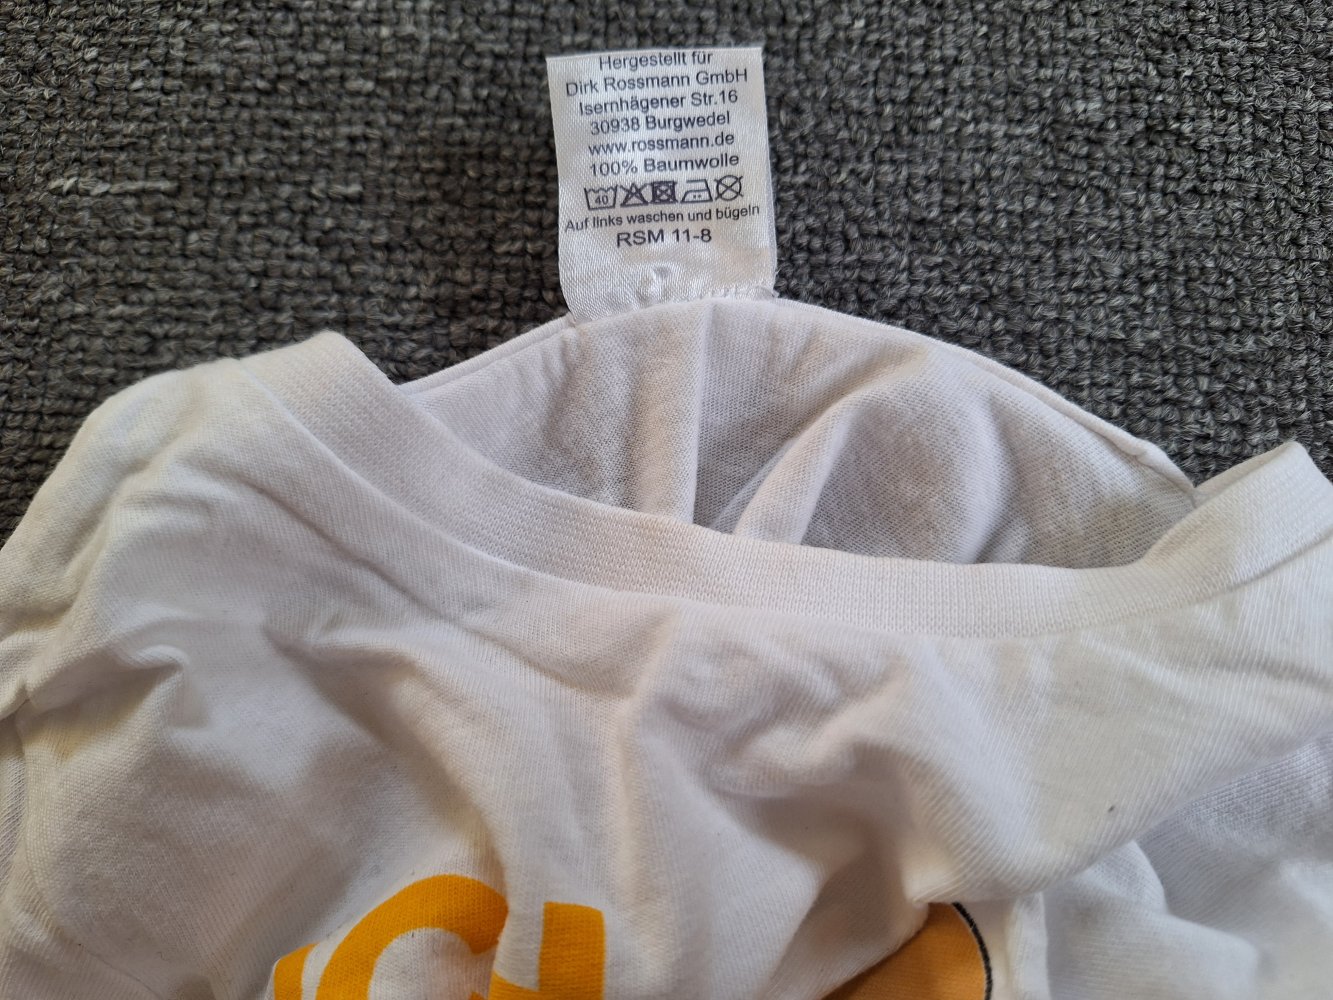 Hergestellt für
Dirk Rossmann GmbH
Isernhägener Str.16
30938 Burgwedel
www.rossmann.de
100% Baumwolle
40
Auf links waschen und bügeln
RSM 11-8